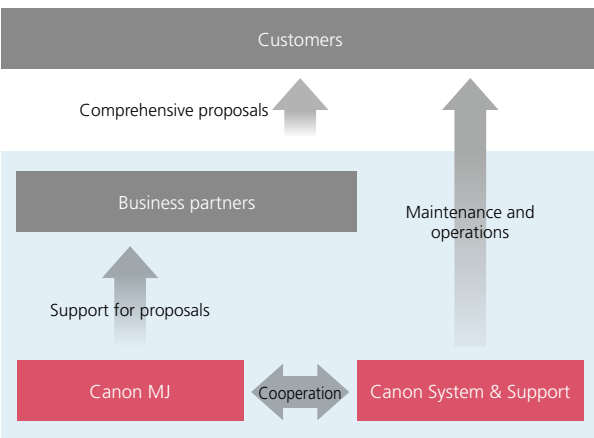 Customers
Comprehensive proposals
Business partners
Maintenance and
operations
Support for proposals
Canon MJ
Cooperation
Canon System & Support